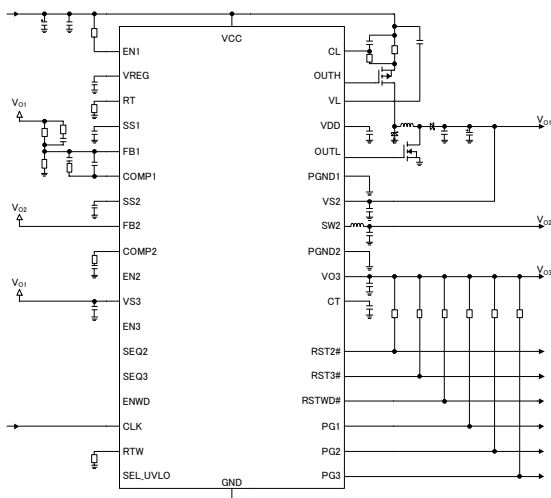 VCC
EN1
VREG
RT
SS1
FB1
COMP1
SS2
FB2
COMP2
EN2
VS3
EN3
SEQ2
SEQ3
ENWD
CLK
RTW
SEL_UVLO
GND
CL
OUTH
VL
VDD
OUTL
PGND1
VS2
SW2
PGND2
VO3
CT
RST2#
RST3#
RSTWD#
PG1
PG2
PG3
VO1
VO2
VO1
VO1
VO2
VO3